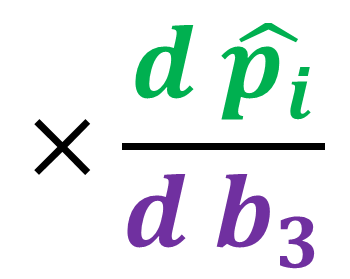 × d p̂ᵢ
d b₃